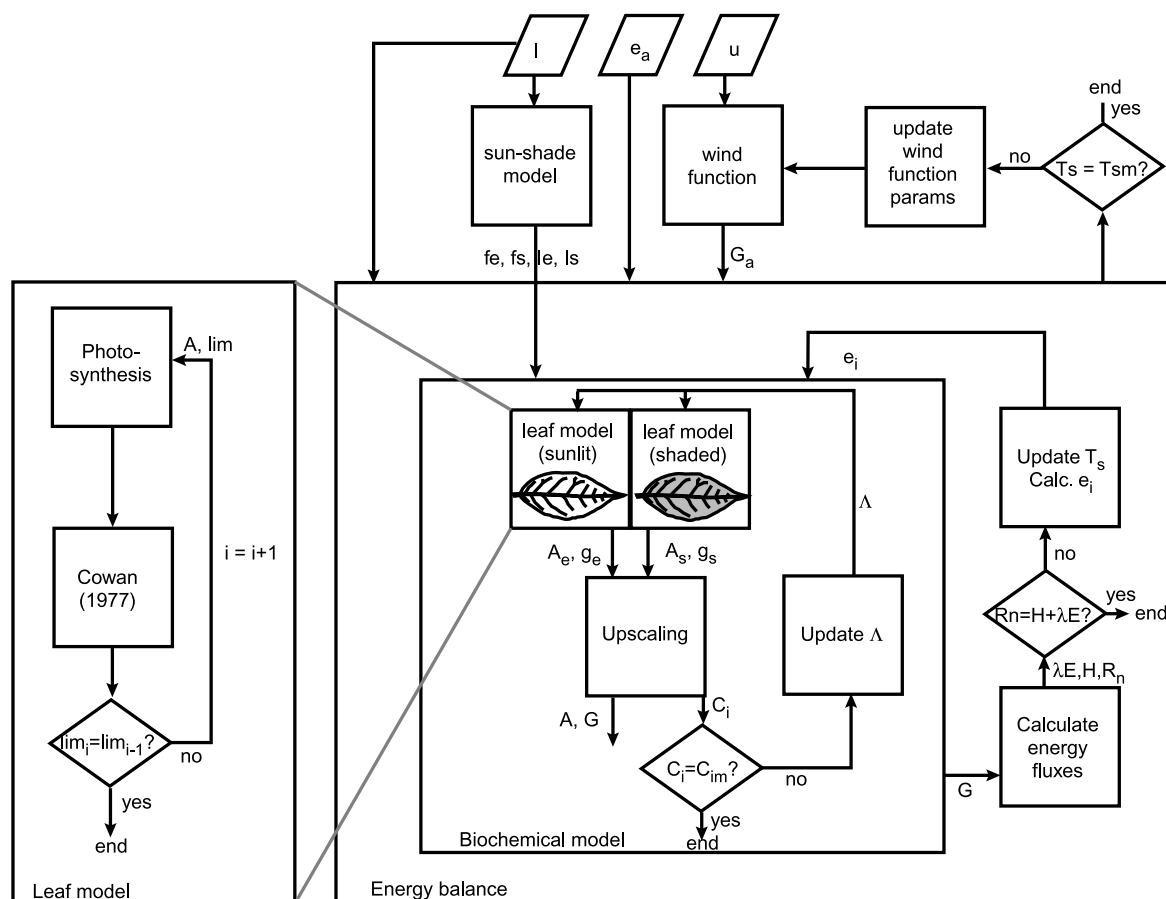 I
e_a
u
end
yes
sun-shade
model
wind
function
update
wind
function
params
no
Ts = Tsm?
fe, fs, Ie, Is
G_a
Photo-
synthesis
A, lim
Cowan
(1977)
i = i+1
lim_i=lim_{i-1}?
no
yes
end
Leaf model
e_i
leaf model
(sunlit)
leaf model
(shaded)
Λ
A_e, g_e
A_s, g_s
Upscaling
Update Λ
A, G
C_i
C_i=C_{im}?
no
yes
end
Biochemical model
Update T_s
Calc. e_i
no
Rn=H+λE?
yes
end
λE,H,R_n
Calculate
energy
fluxes
G
Energy balance